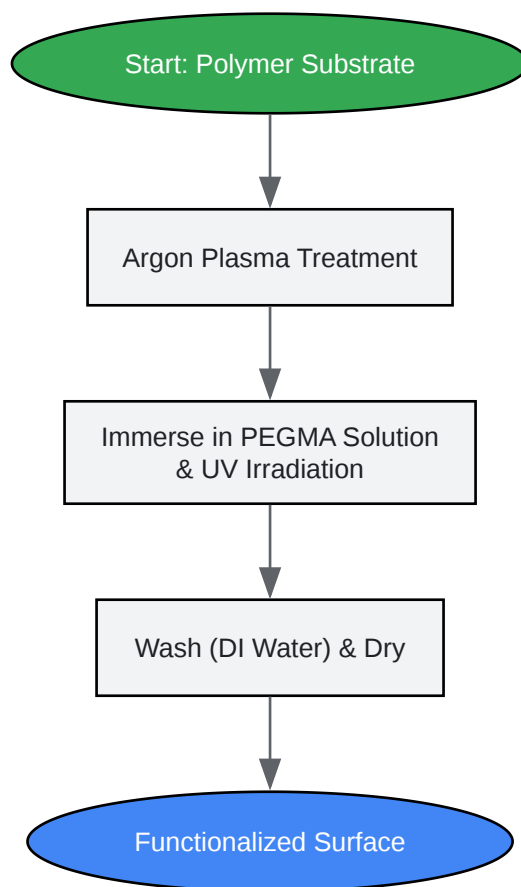 Start: Polymer Substrate
Argon Plasma Treatment
Immerse in PEGMA Solution
& UV Irradiation
Wash (DI Water) & Dry
Functionalized Surface